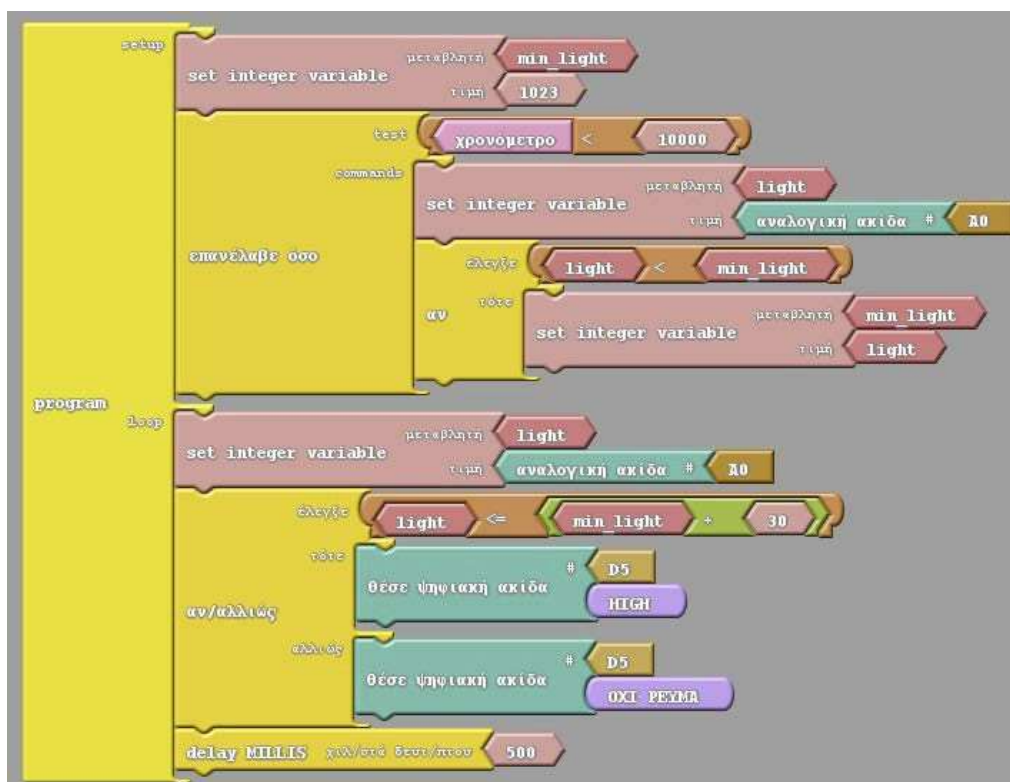 setup
set integer variable
μεταβλητή
min_light
τιμή
1023
επανέλαβε όσο
test
χρονόμετρο < 10000
commands
set integer variable
μεταβλητή
light
τιμή
αναλογική ακίδα # A0
αν
έλεγξε
light < min_light
τότε
set integer variable
μεταβλητή
min_light
τιμή
light
program
loop
set integer variable
μεταβλητή
light
τιμή
αναλογική ακίδα # A0
αν/αλλιώς
έλεγξε
light <= min_light + 30
τότε
θέσε ψηφιακή ακίδα
# D5
HIGH
αλλιώς
θέσε ψηφιακή ακίδα
# D5
ΟΧΙ ΡΕΥΜΑ
delay MILLIS χιλ/στά δευτ/πτου 500